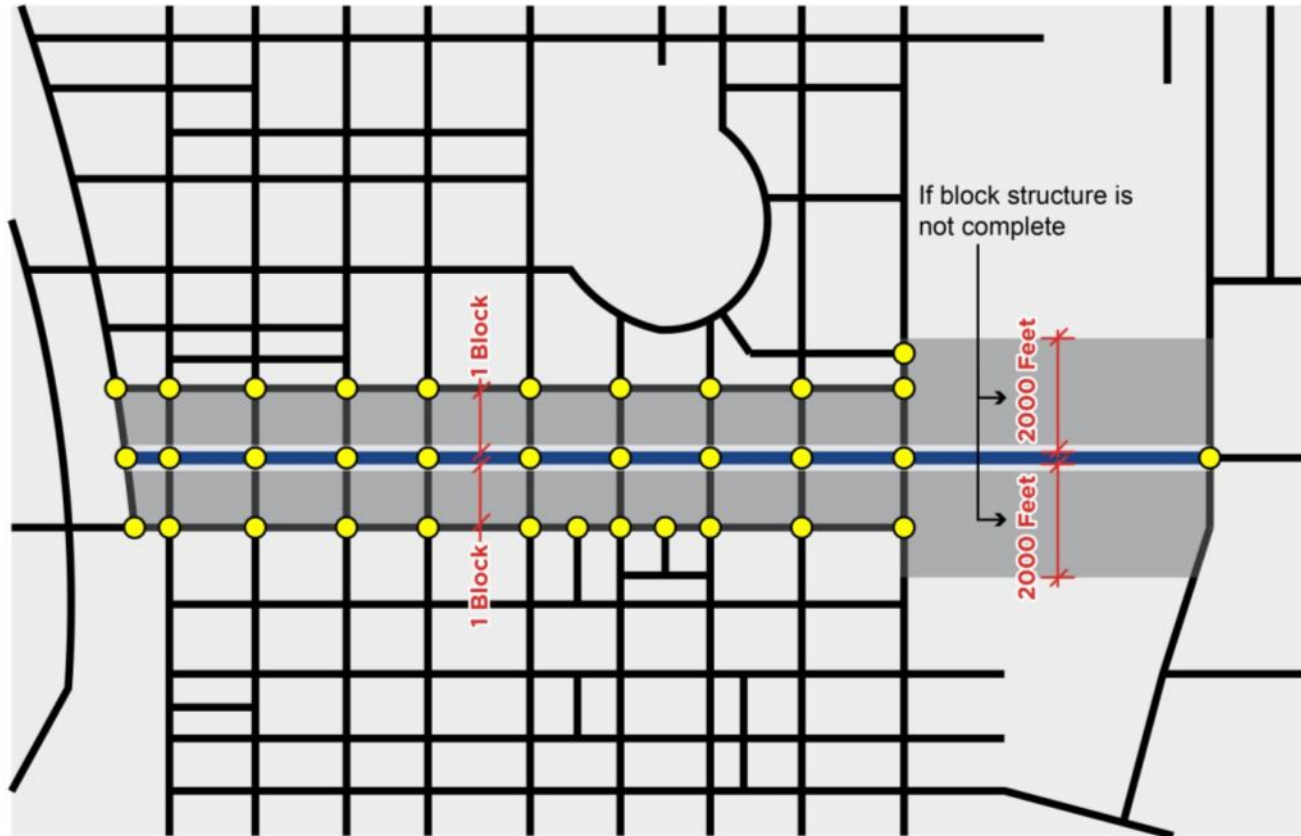 If block structure is
not complete
1 Block
2000 Feet
1 Block
2000 Feet